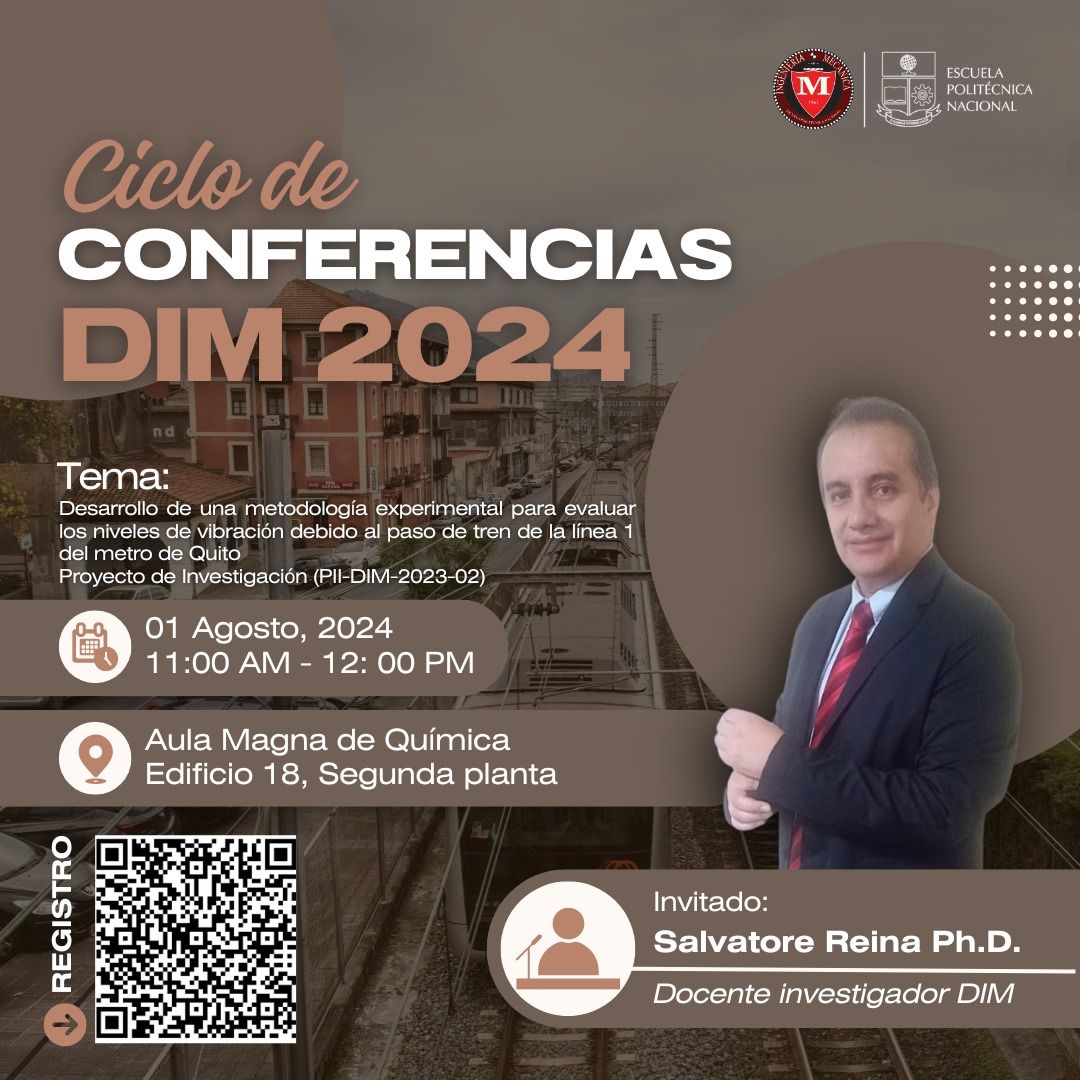 INGENIERÍA MECÁNICA
M
1961
ESCUELA
POLITÉCNICA
NACIONAL
Ciclo de
CONFERENCIAS
DIM 2024
Tema:
Desarrollo de una metodología experimental para evaluar
los niveles de vibración debido al paso de tren de la línea 1
del metro de Quito
Proyecto de Investigación (PII-DIM-2023-02)
01 Agosto, 2024
11:00 AM - 12: 00 PM
Aula Magna de Química
Edificio 18, Segunda planta
REGISTRO
Invitado:
Salvatore Reina Ph.D.
Docente investigador DIM